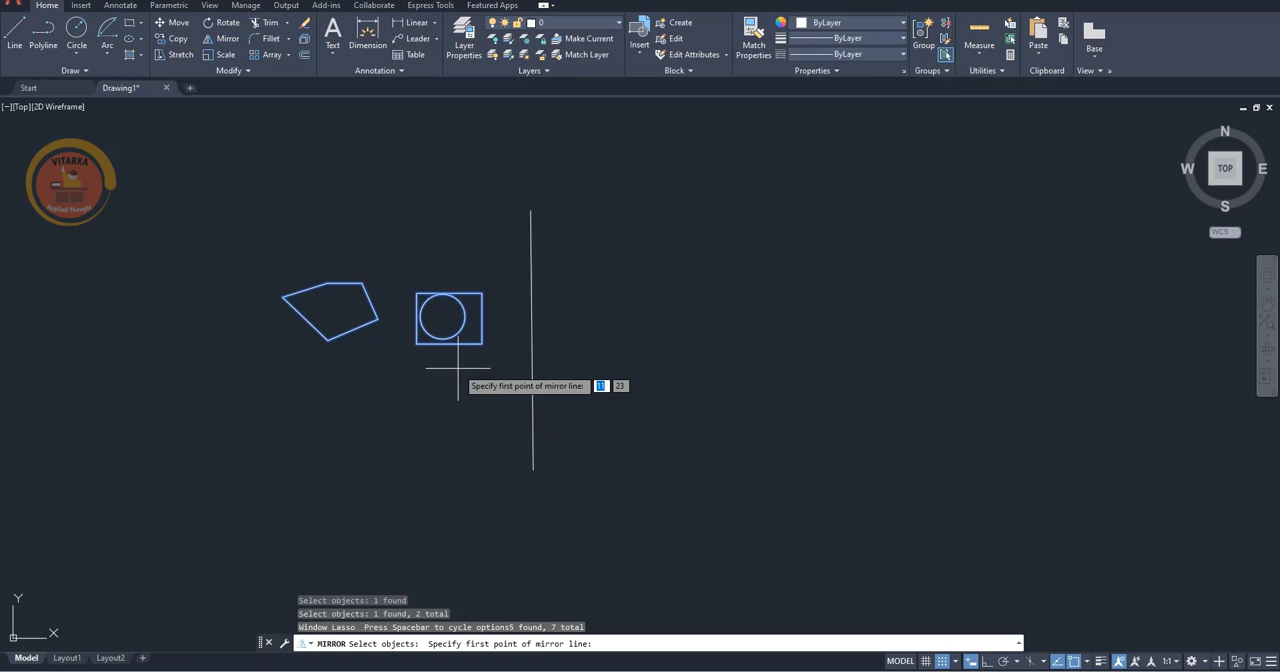 Home Insert Annotate Parametric View Manage Output Add-ins Collaborate Express Tools Featured Apps
Line Polyline Circle Arc
Move Rotate Trim
Copy Mirror Fillet
Stretch Scale Array
Text Dimension
Linear
Leader
Table
Layer Properties
0
Make Current
Match Layer
Insert
Create
Edit
Edit Attributes
Match Properties
ByLayer
ByLayer
ByLayer
Group Measure Paste Base
Draw Modify Annotation Layers Block Properties Groups Utilities Clipboard View
Start Drawing1*
[−][Top][2D Wireframe]
VITARKA
Applied Thought
N
W TOP E
S
WCS
Specify first point of mirror line: 11 23
Select objects: 1 found
Select objects: 1 found, 2 total
Window Lasso Press Spacebar to cycle options5 found, 7 total
MIRROR Select objects: Specify first point of mirror line:
Y
X
Model Layout1 Layout2
MODEL 1:1